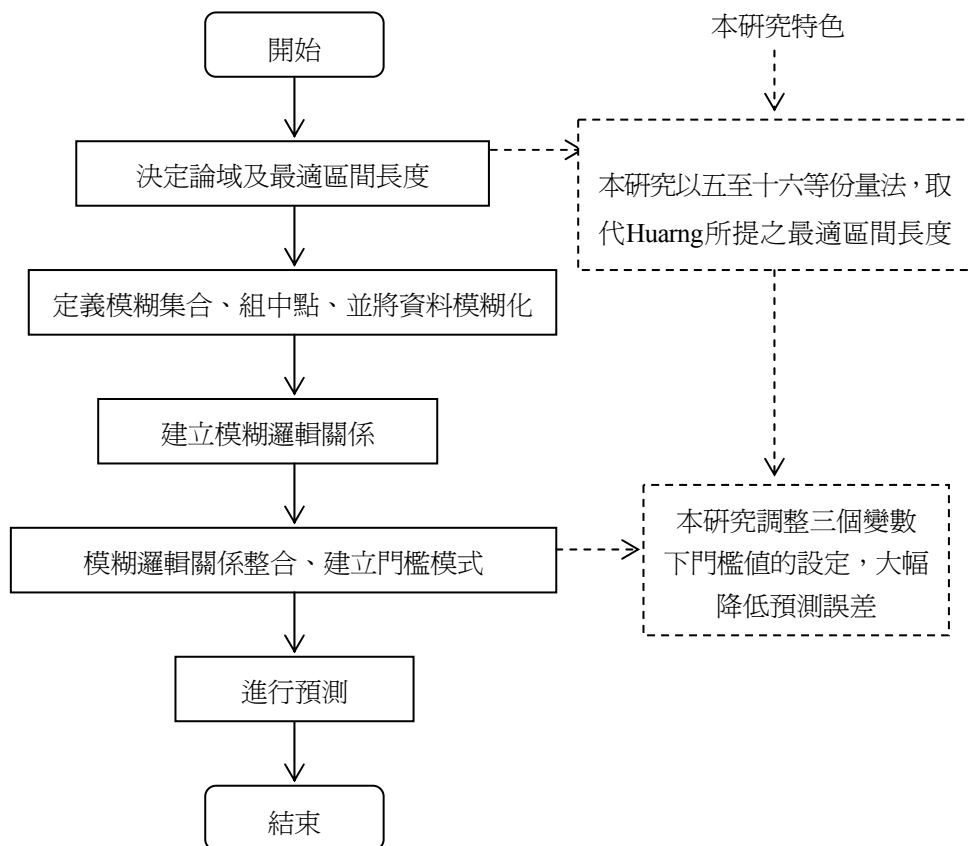 開始
決定論域及最適區間長度
定義模糊集合、組中點、並將資料模糊化
建立模糊邏輯關係
模糊邏輯關係整合、建立門檻模式
進行預測
結束
本研究特色
本研究以五至十六等份量法，取
代Huarng所提之最適區間長度
本研究調整三個變數
下門檻值的設定，大幅
降低預測誤差